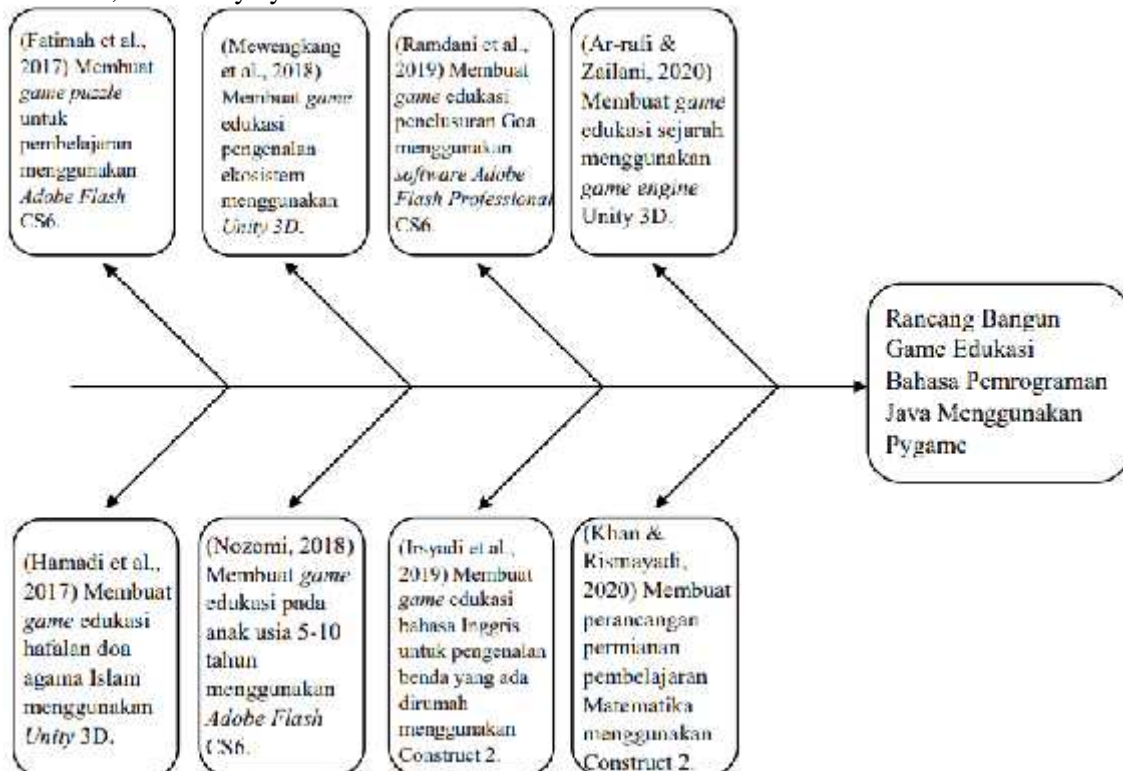 (Fatimah et al.,
2017) Membuat
game puzzle
untuk
pembelajaran
menggunakan
Adobe Flash
CS6.
(Mewengkang
et al., 2018)
Membuat game
edukasi
pengenalan
ekosistem
menggunakan
Unity 3D.
(Ramdani et al.,
2019) Membuat
game edukasi
penelusuran Goa
menggunakan
software Adobe
Flash Professional
CS6.
(Ar-rafi &
Zailani, 2020)
Membuat game
edukasi sejarah
menggunakan
game engine
Unity 3D.
Rancang Bangun
Game Edukasi
Bahasa Pemrograman
Java Menggunakan
Pygame
(Hamadi et al.,
2017) Membuat
game edukasi
hafalan doa
agama Islam
menggunakan
Unity 3D.
(Nozomi, 2018)
Membuat game
edukasi pada
anak usia 5-10
tahun
menggunakan
Adobe Flash
CS6.
(Irsyadi et al.,
2019) Membuat
game edukasi
bahasa Inggris
untuk pengenalan
benda yang ada
dirumah
menggunakan
Construct 2.
(Khan &
Rismayadi,
2020) Membuat
perancangan
permianan
pembelajaran
Matematika
menggunakan
Construct 2.